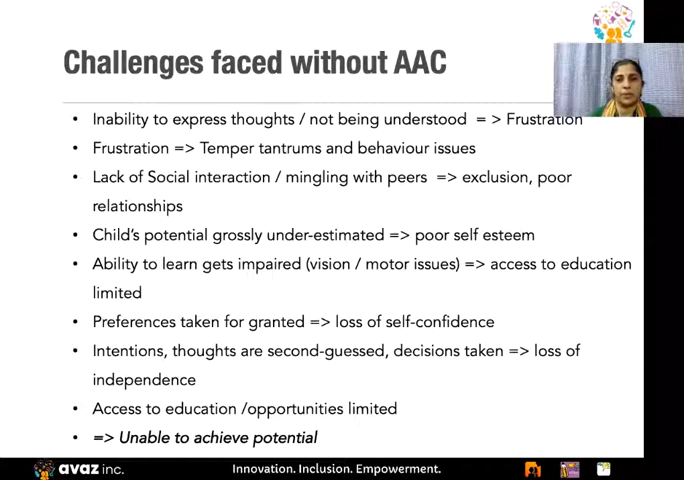 Challenges faced without AAC
• Inability to express thoughts / not being understood = > Frustration
• Frustration => Temper tantrums and behaviour issues
• Lack of Social interaction / mingling with peers => exclusion, poor
relationships
• Child's potential grossly under-estimated => poor self esteem
• Ability to learn gets impaired (vision / motor issues) => access to education
limited
• Preferences taken for granted => loss of self-confidence
• Intentions, thoughts are second-guessed, decisions taken => loss of
independence
• Access to education /opportunities limited
• => Unable to achieve potential
avaz inc. Innovation. Inclusion. Empowerment.